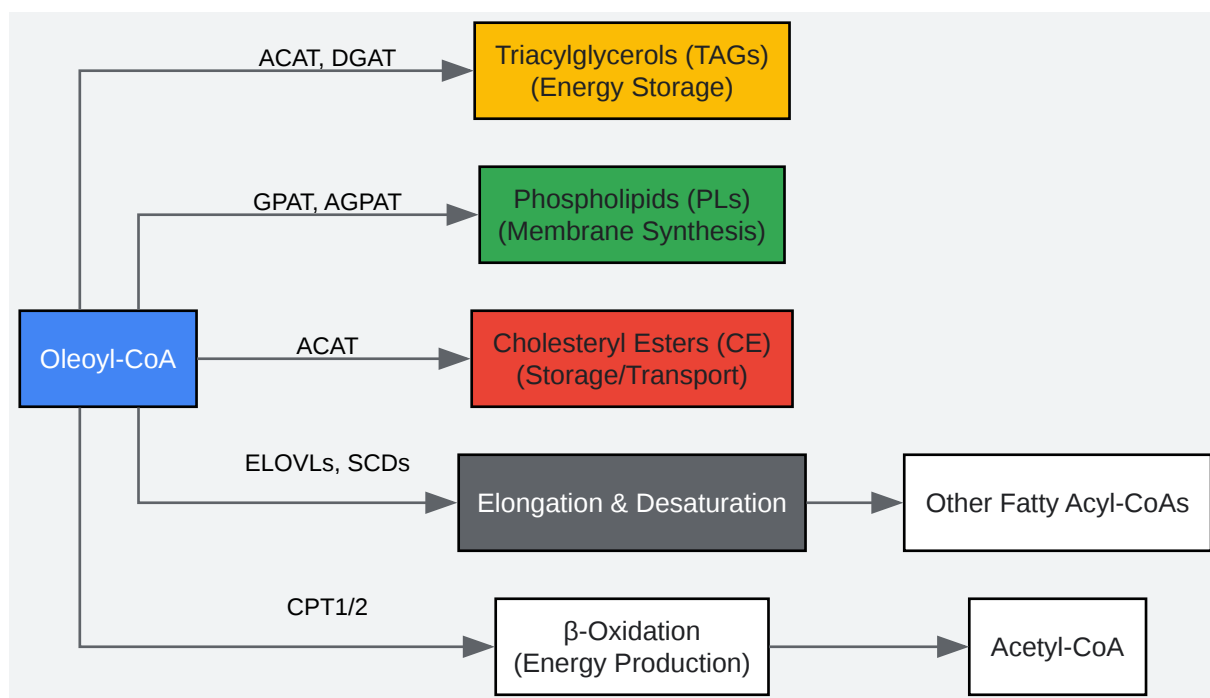 ACAT, DGAT
Triacylglycerols (TAGs)
(Energy Storage)
GPAT, AGPAT
Phospholipids (PLs)
(Membrane Synthesis)
Oleoyl-CoA
ACAT
Cholesteryl Esters (CE)
(Storage/Transport)
ELOVLs, SCDs
Elongation & Desaturation
Other Fatty Acyl-CoAs
CPT1/2
β-Oxidation
(Energy Production)
Acetyl-CoA